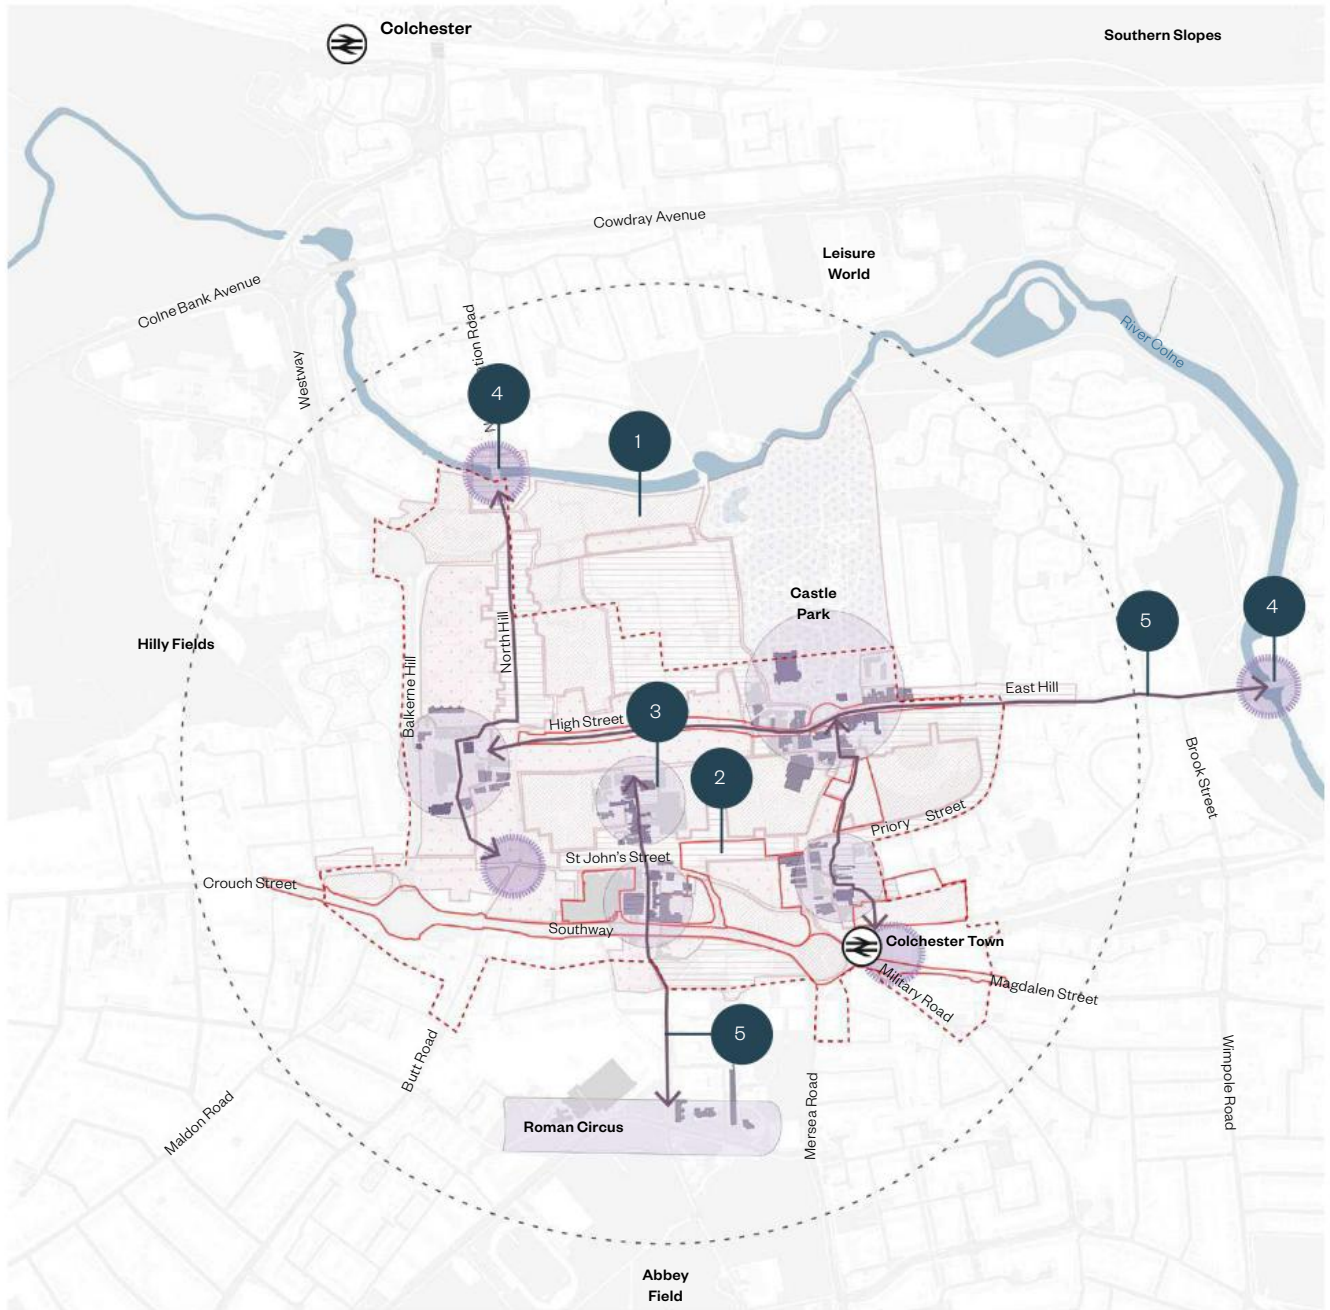 Colchester
Southern Slopes
Cowdray Avenue
Leisure
World
Colne Bank Avenue
River Colne
Westway
4
1
Castle
Park
5
4
Hilly Fields
North Hill
Balkerne Hill
East Hill
3
High Street
2
Brook Street
Priory Street
St John's Street
Crouch Street
Southway
Colchester Town
Military Road
Magdalen Street
5
Butt Road
Wimpole Road
Mersea Road
Maldon Road
Roman Circus
Abbey
Field